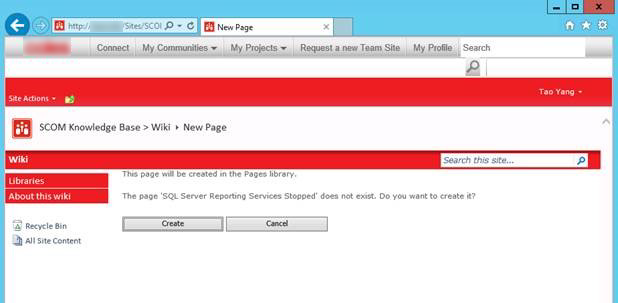 http://
/Sites/SCOI
New Page
Connect
My Communities
My Projects
Request a new Team Site
My Profile
Search
Tao Yang
Site Actions
SCOM Knowledge Base > Wiki ▸ New Page
Wiki
Search this site...
Libraries
This page will be created in the Pages library.
About this wiki
The page 'SQL Server Reporting Services Stopped' does not exist. Do you want to create it?
Create
Cancel
Recycle Bin
All Site Content